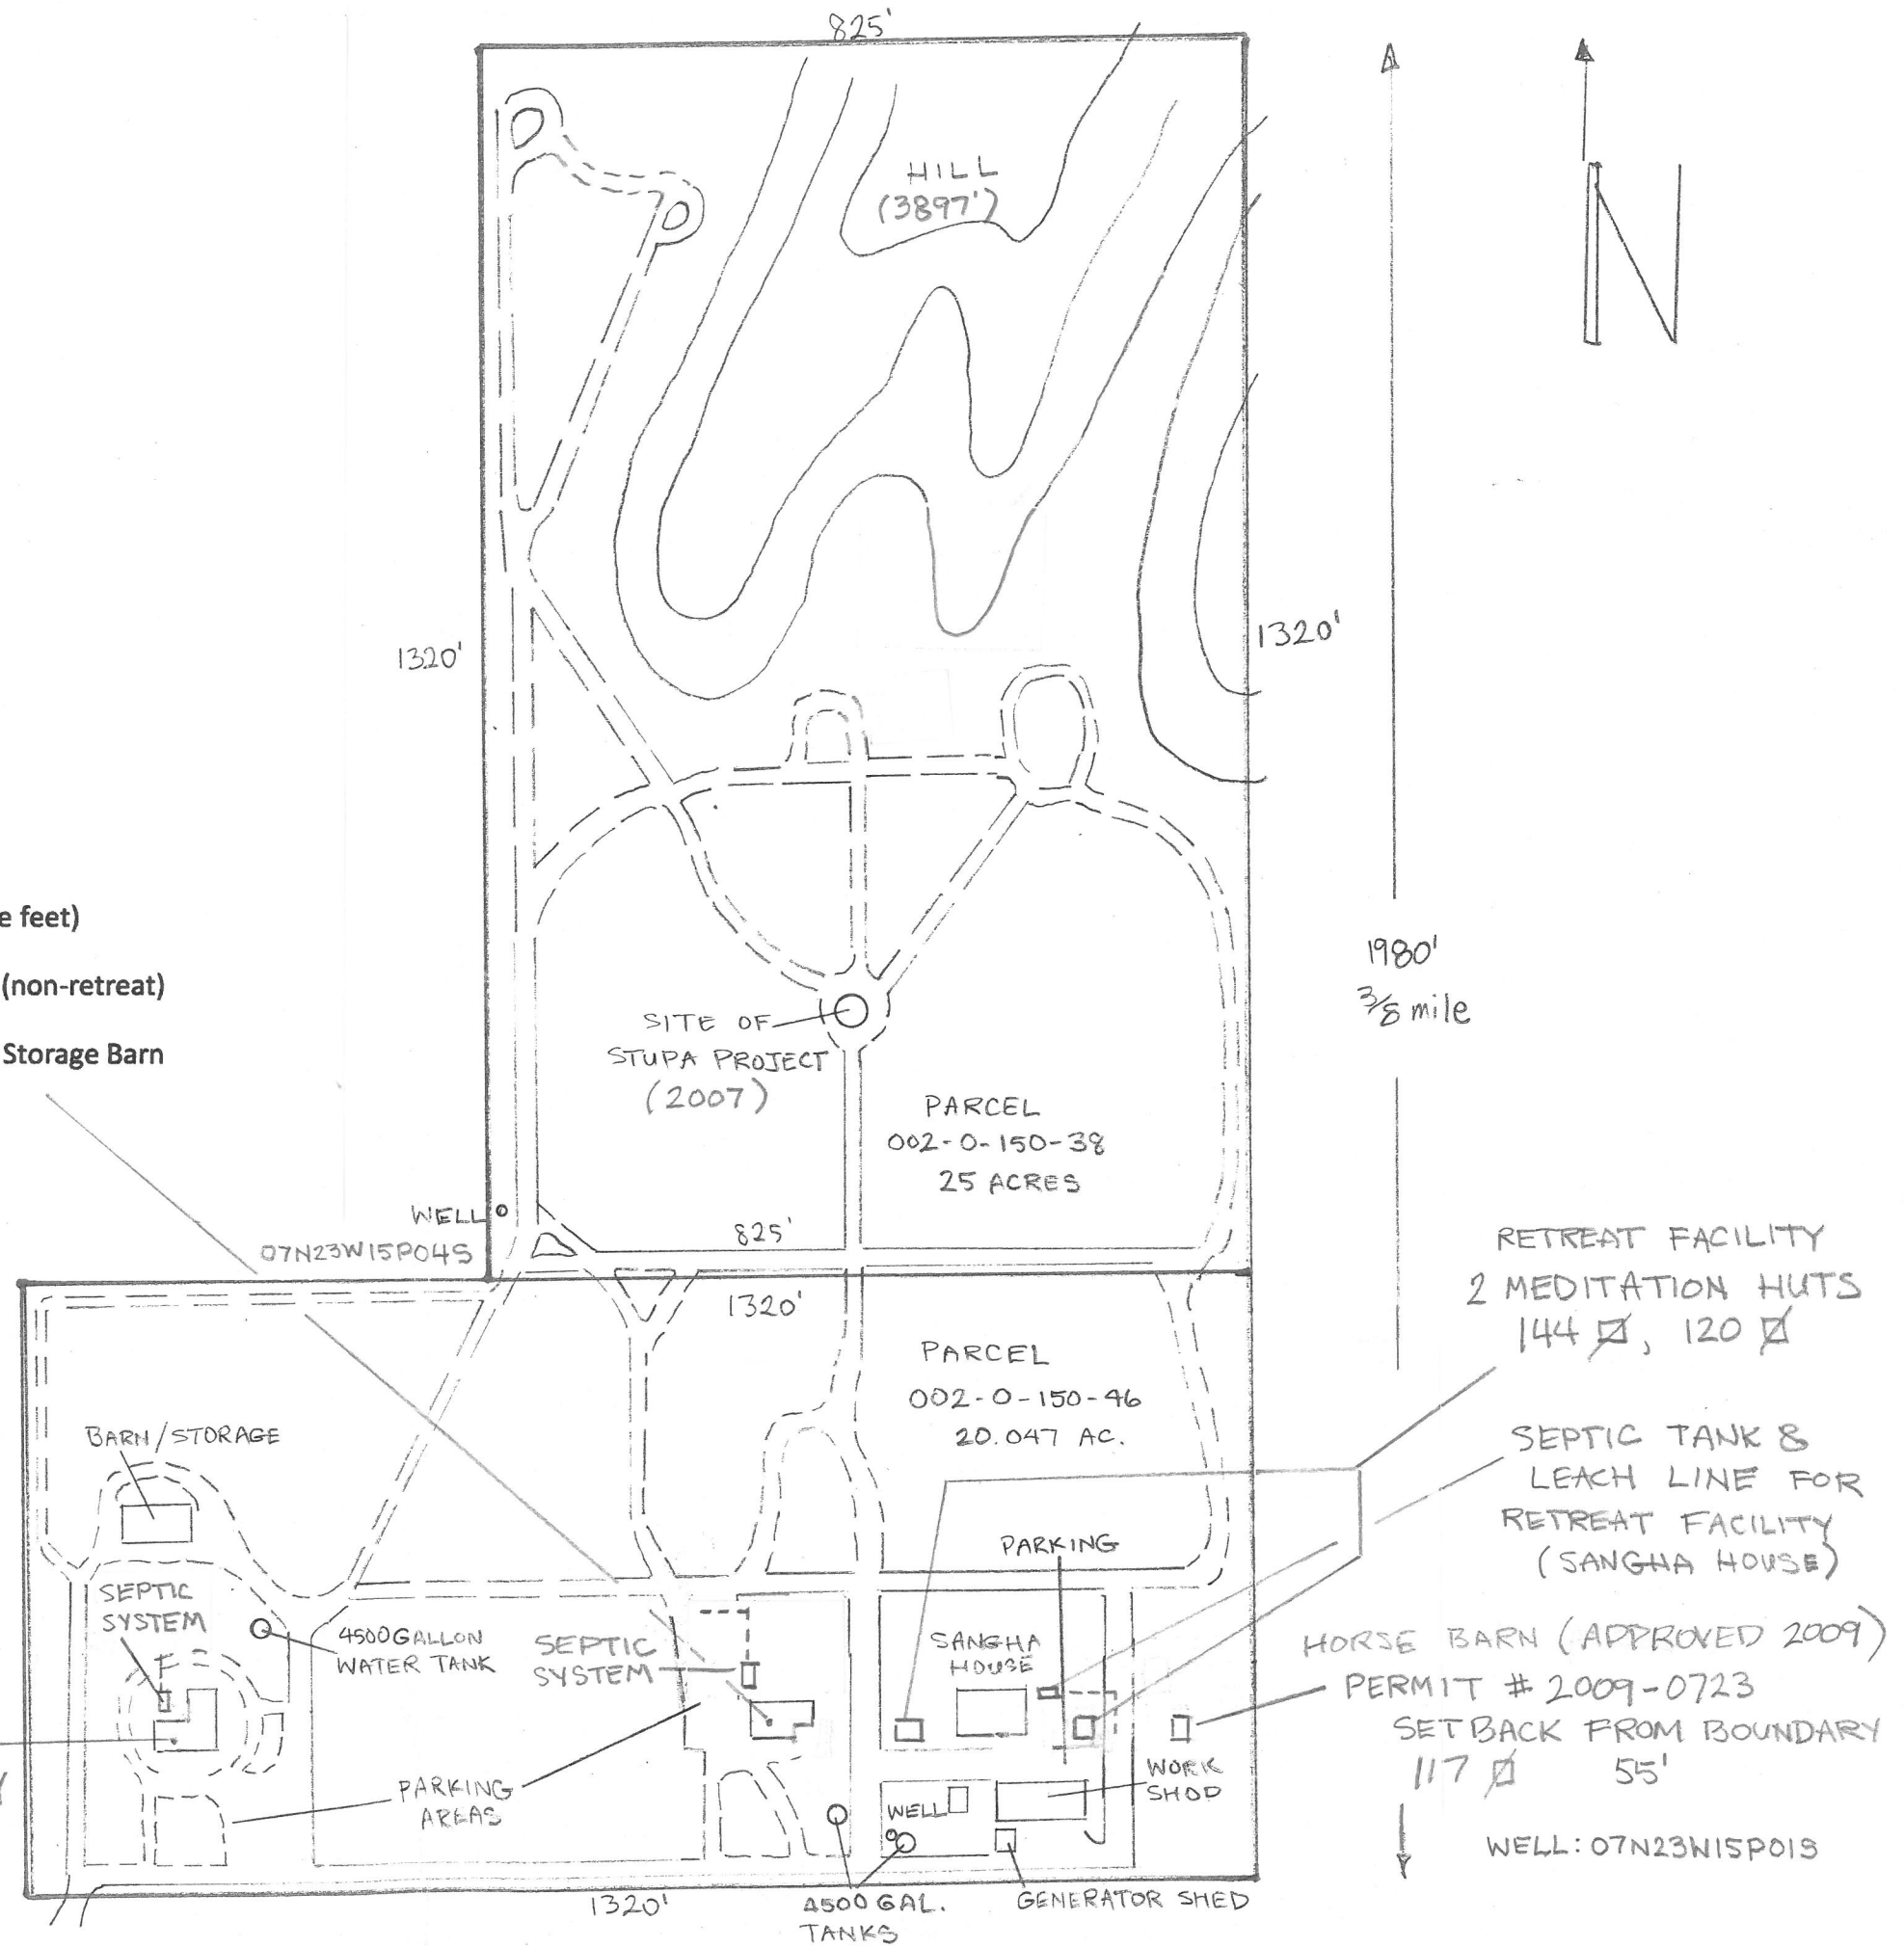 825'
HILL
(3897')
N
1320'
1320'
e feet)
(non-retreat)
Storage Barn
1980'
3/8 mile
SITE OF
STUPA PROJECT
(2007)
PARCEL
002-0-150-38
25 ACRES
WELL
07N23W15P04S
825'
1320'
PARCEL
002-0-150-46
20.047 AC.
RETREAT FACILITY
2 MEDITATION HUTS
144 ⍁, 120 ⍁
SEPTIC TANK &
LEACH LINE FOR
RETREAT FACILITY
(SANGHA HOUSE)
BARN/STORAGE
PARKING
SEPTIC
SYSTEM
4500 GALLON
WATER TANK
SEPTIC
SYSTEM
SANGHA
HOUSE
HORSE BARN (APPROVED 2009)
PERMIT # 2009-0723
SETBACK FROM BOUNDARY
117 ⍁ 55'
PARKING
AREAS
WELL
WORK
SHOP
WELL: 07N23W15P01S
Y
1320'
4500 GAL.
TANKS
GENERATOR SHED